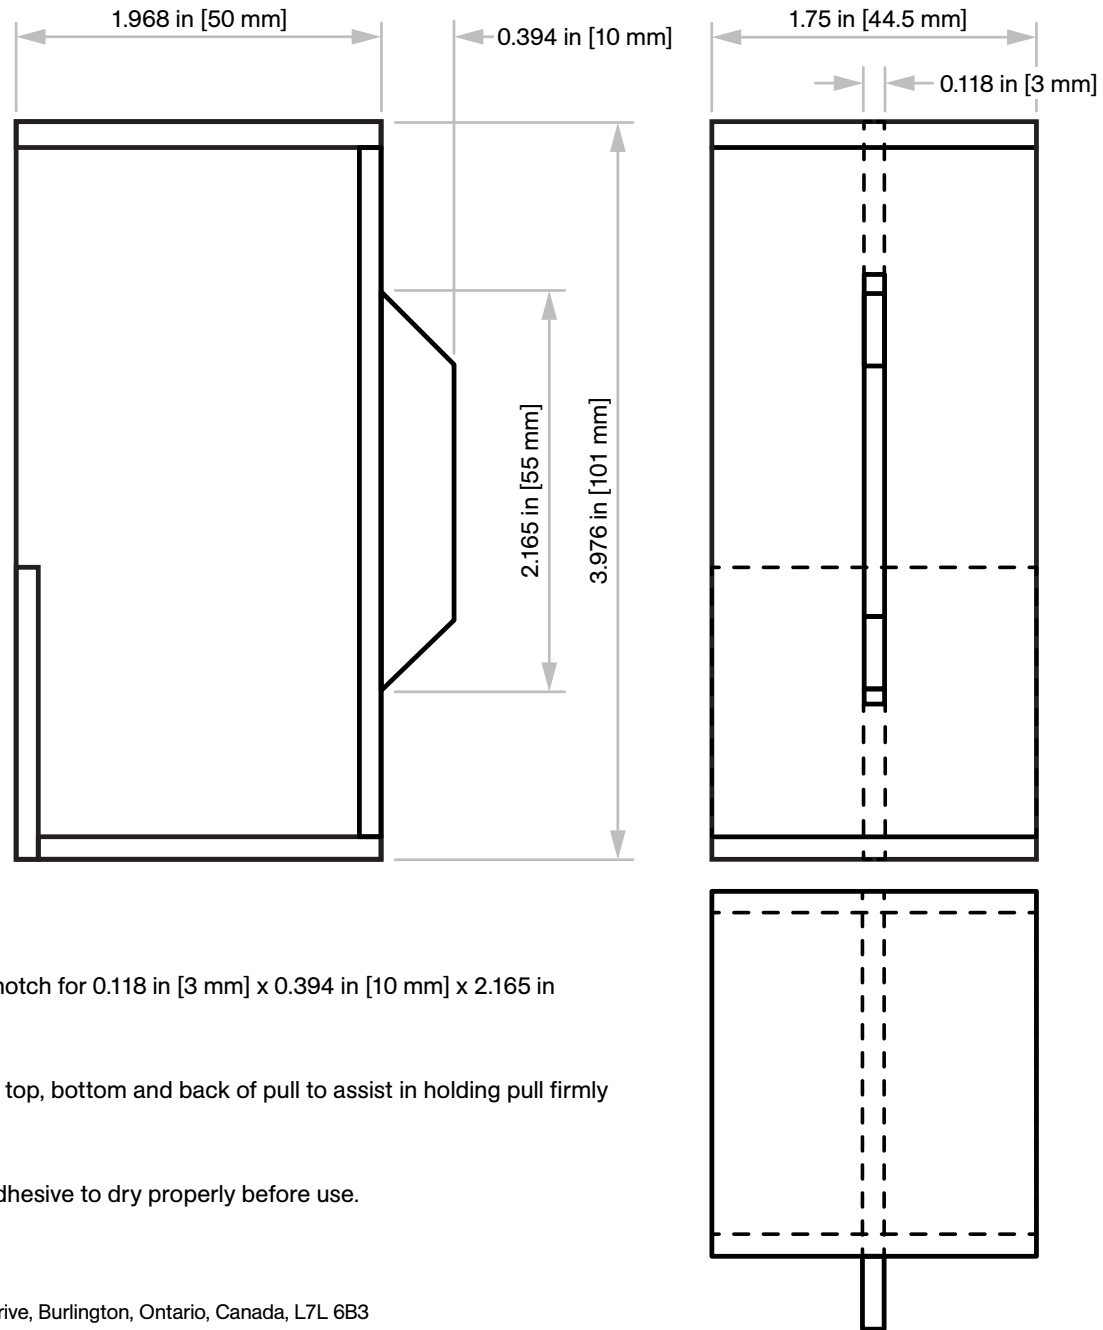 1.968 in [50 mm]
0.394 in [10 mm]
1.75 in [44.5 mm]
0.118 in [3 mm]
2.165 in [55 mm]
3.976 in [101 mm]
notch for 0.118 in [3 mm] x 0.394 in [10 mm] x 2.165 in
top, bottom and back of pull to assist in holding pull firmly
dhesive to dry properly before use.
rive, Burlington, Ontario, Canada, L7L 6B3